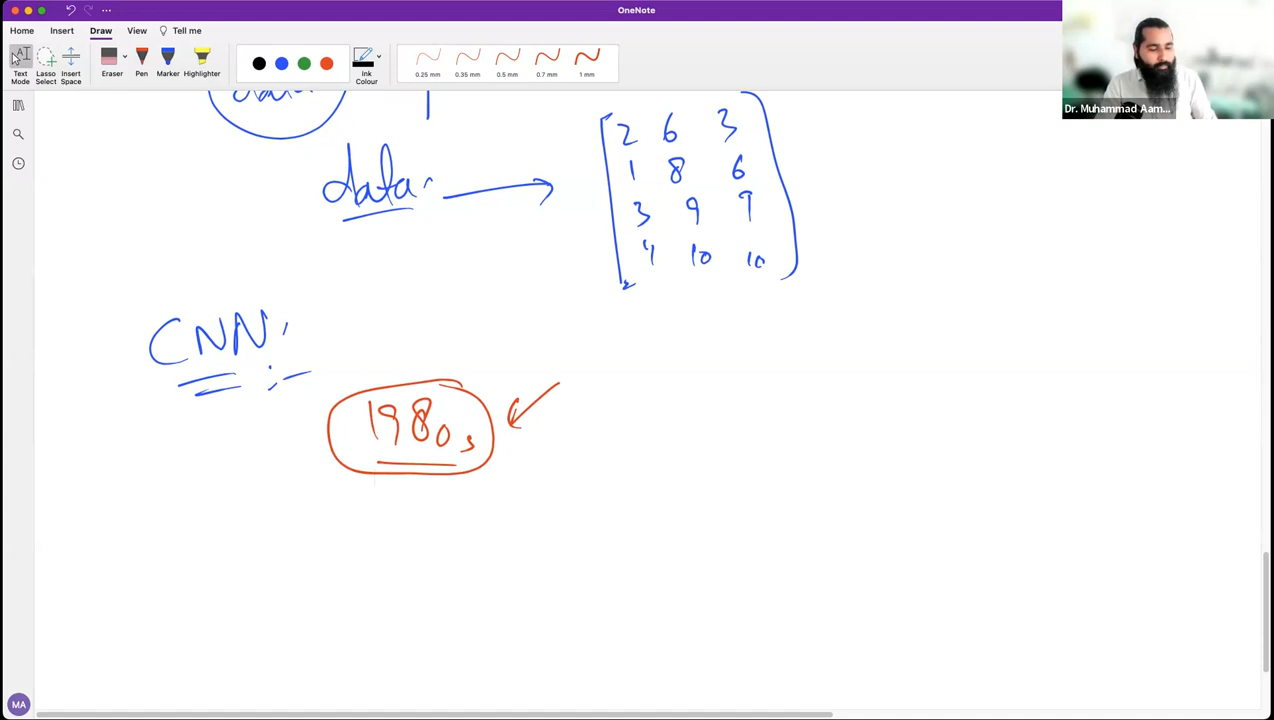 OneNote
Home Insert Draw View Tell me
Text Mode
Lasso Select
Insert Space
Eraser
Pen
Marker
Highlighter
Ink Colour
0.25 mm
0.35 mm
0.5 mm
0.7 mm
1 mm
Dr. Muhammad Aam...
data
data
2 6 3
1 8 6
3 9 9
4 10 10
CNN :-
1980s
MA